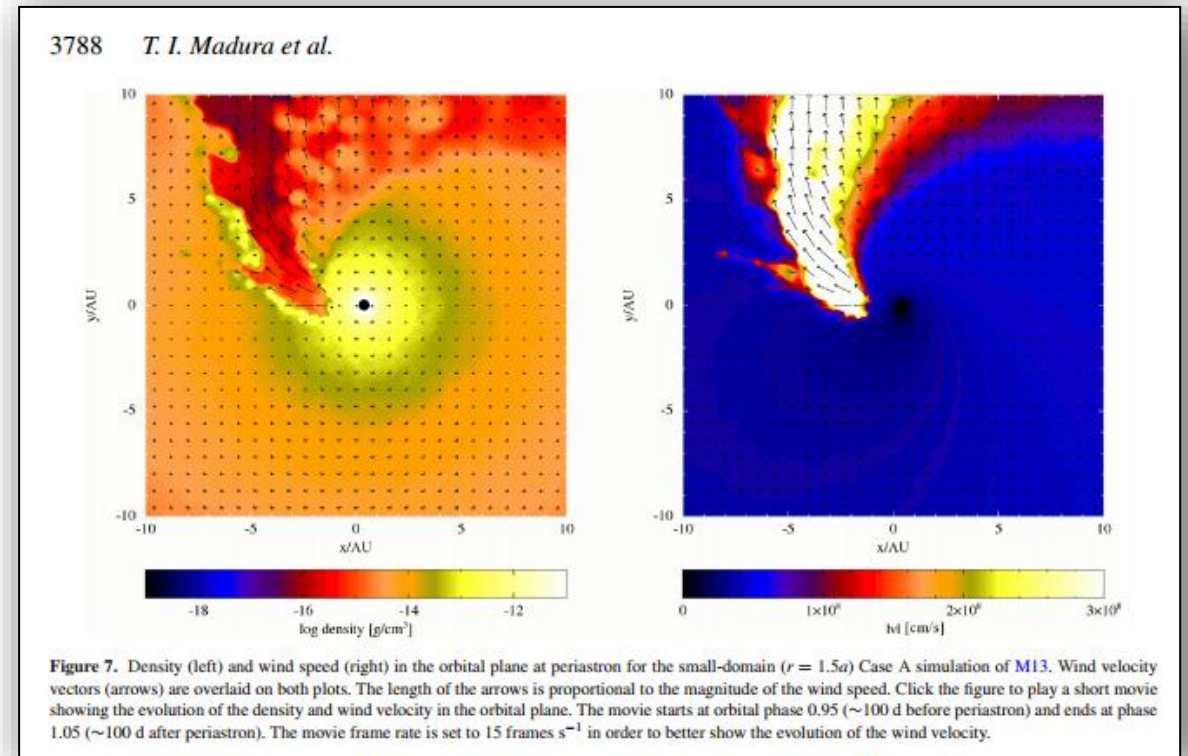 3788 T. I. Madura et al.
10
5
0
-5
-10
y/AU
-10 -5 0 5 10
x/AU
-18 -16 -14 -12
log density [g/cm³]
10
5
0
-5
-10
y/AU
-10 -5 0 5 10
x/AU
0 1×10⁸ 2×10⁸ 3×10⁸
|v| [cm/s]
Figure 7. Density (left) and wind speed (right) in the orbital plane at periastron for the small-domain (r = 1.5a) Case A simulation of M13. Wind velocity
vectors (arrows) are overlaid on both plots. The length of the arrows is proportional to the magnitude of the wind speed. Click the figure to play a short movie
showing the evolution of the density and wind velocity in the orbital plane. The movie starts at orbital phase 0.95 (~100 d before periastron) and ends at phase
1.05 (~100 d after periastron). The movie frame rate is set to 15 frames s⁻¹ in order to better show the evolution of the wind velocity.